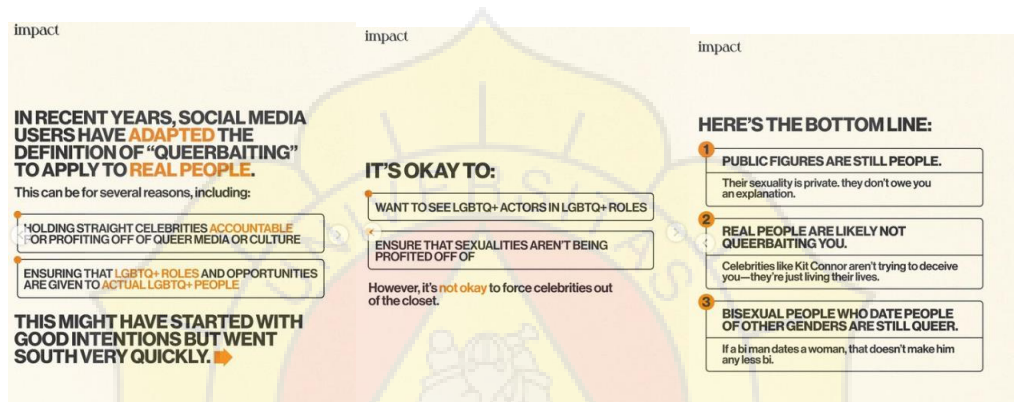 impact
IN RECENT YEARS, SOCIAL MEDIA
USERS HAVE ADAPTED THE
DEFINITION OF “QUEERBAITING”
TO APPLY TO REAL PEOPLE.
This can be for several reasons, including:
HOLDING STRAIGHT CELEBRITIES ACCOUNTABLE
FOR PROFITING OFF OF QUEER MEDIA OR CULTURE
ENSURING THAT LGBTQ+ ROLES AND OPPORTUNITIES
ARE GIVEN TO ACTUAL LGBTQ+ PEOPLE
THIS MIGHT HAVE STARTED WITH
GOOD INTENTIONS BUT WENT
SOUTH VERY QUICKLY.
impact
IT'S OKAY TO:
WANT TO SEE LGBTQ+ ACTORS IN LGBTQ+ ROLES
ENSURE THAT SEXUALITIES AREN'T BEING
PROFITED OFF OF
However, it's not okay to force celebrities out
of the closet.
impact
HERE'S THE BOTTOM LINE:
1
PUBLIC FIGURES ARE STILL PEOPLE.
Their sexuality is private. they don't owe you
an explanation.
2
REAL PEOPLE ARE LIKELY NOT
QUEERBAITING YOU.
Celebrities like Kit Connor aren't trying to deceive
you—they're just living their lives.
3
BISEXUAL PEOPLE WHO DATE PEOPLE
OF OTHER GENDERS ARE STILL QUEER.
If a bi man dates a woman, that doesn't make him
any less bi.
UNIVERSITAS